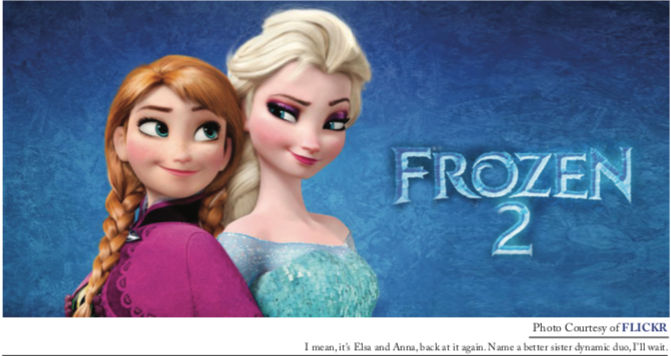 FROZEN
2
Photo Courtesy of FLICKR
I mean, it's Elsa and Anna, back at it again. Name a better sister dynamic duo, I'll wait.